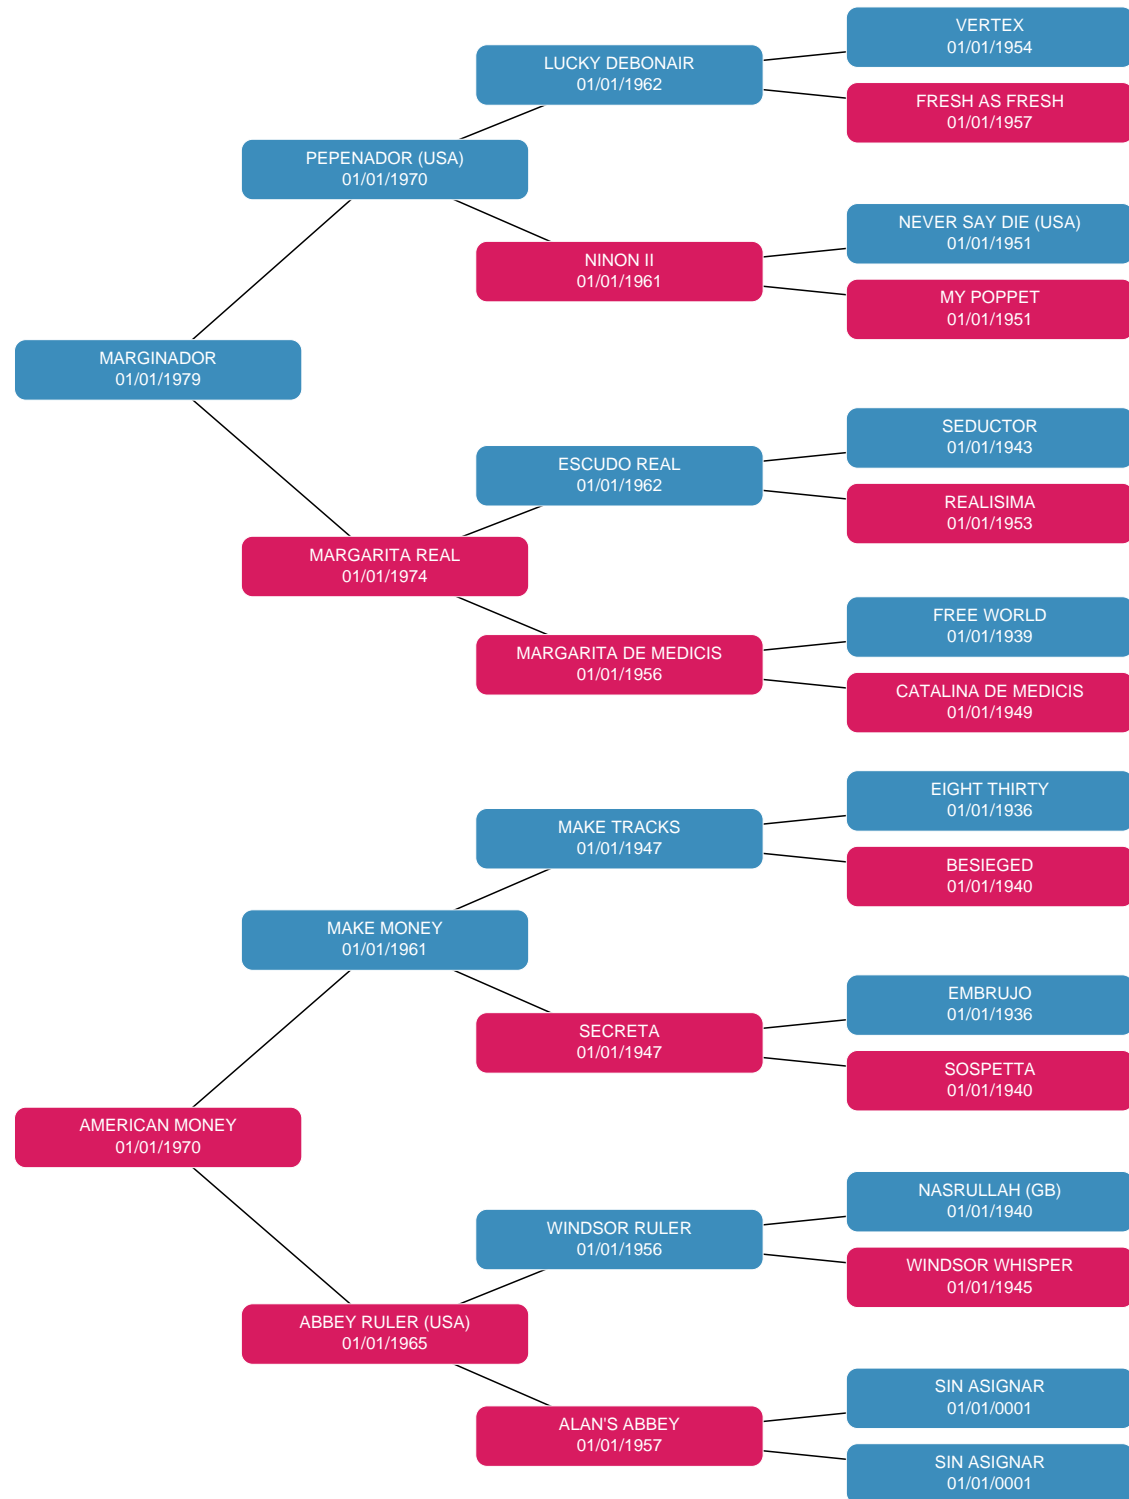 VERTEX
01/01/1954
LUCKY DEBONAIR
01/01/1962
FRESH AS FRESH
01/01/1957
PEPENADOR (USA)
01/01/1970
NEVER SAY DIE (USA)
01/01/1951
NINON II
01/01/1961
MY POPPET
01/01/1951
MARGINADOR
01/01/1979
SEDUCTOR
01/01/1943
ESCUDO REAL
01/01/1962
REALISIMA
01/01/1953
MARGARITA REAL
01/01/1974
FREE WORLD
01/01/1939
MARGARITA DE MEDICIS
01/01/1956
CATALINA DE MEDICIS
01/01/1949
EIGHT THIRTY
01/01/1936
MAKE TRACKS
01/01/1947
BESIEGED
01/01/1940
MAKE MONEY
01/01/1961
EMBRUJO
01/01/1936
SECRETA
01/01/1947
SOSPETTA
01/01/1940
AMERICAN MONEY
01/01/1970
NASRULLAH (GB)
01/01/1940
WINDSOR RULER
01/01/1956
WINDSOR WHISPER
01/01/1945
ABBEY RULER (USA)
01/01/1965
SIN ASIGNAR
01/01/0001
ALAN'S ABBEY
01/01/1957
SIN ASIGNAR
01/01/0001